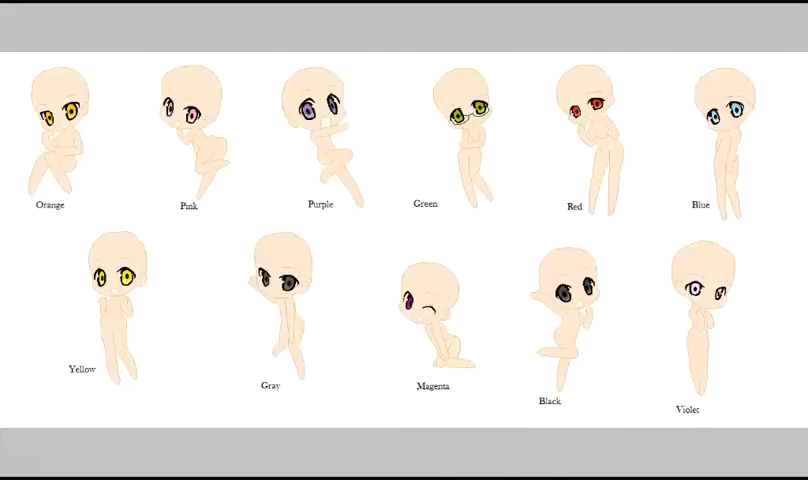 Orange
Pink
Purple
Green
Red
Blue
Yellow
Gray
Magenta
Black
Violet